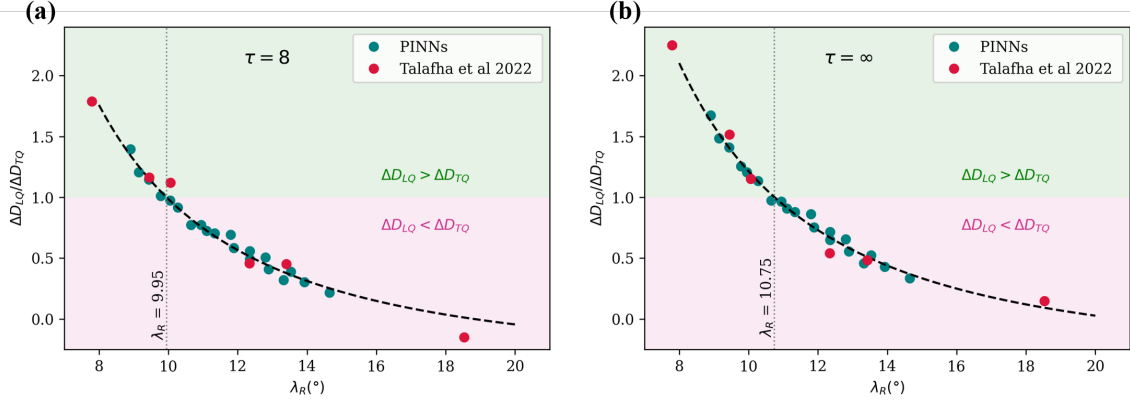 (a)
τ = 8
PINNs
Talafha et al 2022
ΔD_LQ > ΔD_TQ
ΔD_LQ < ΔD_TQ
λ_R = 9.95
ΔD_LQ/ΔD_TQ
2.0
1.5
1.0
0.5
0.0
8 10 12 14 16 18 20
λ_R(°)
(b)
τ = ∞
PINNs
Talafha et al 2022
ΔD_LQ > ΔD_TQ
ΔD_LQ < ΔD_TQ
λ_R = 10.75
ΔD_LQ/ΔD_TQ
2.0
1.5
1.0
0.5
0.0
8 10 12 14 16 18 20
λ_R(°)